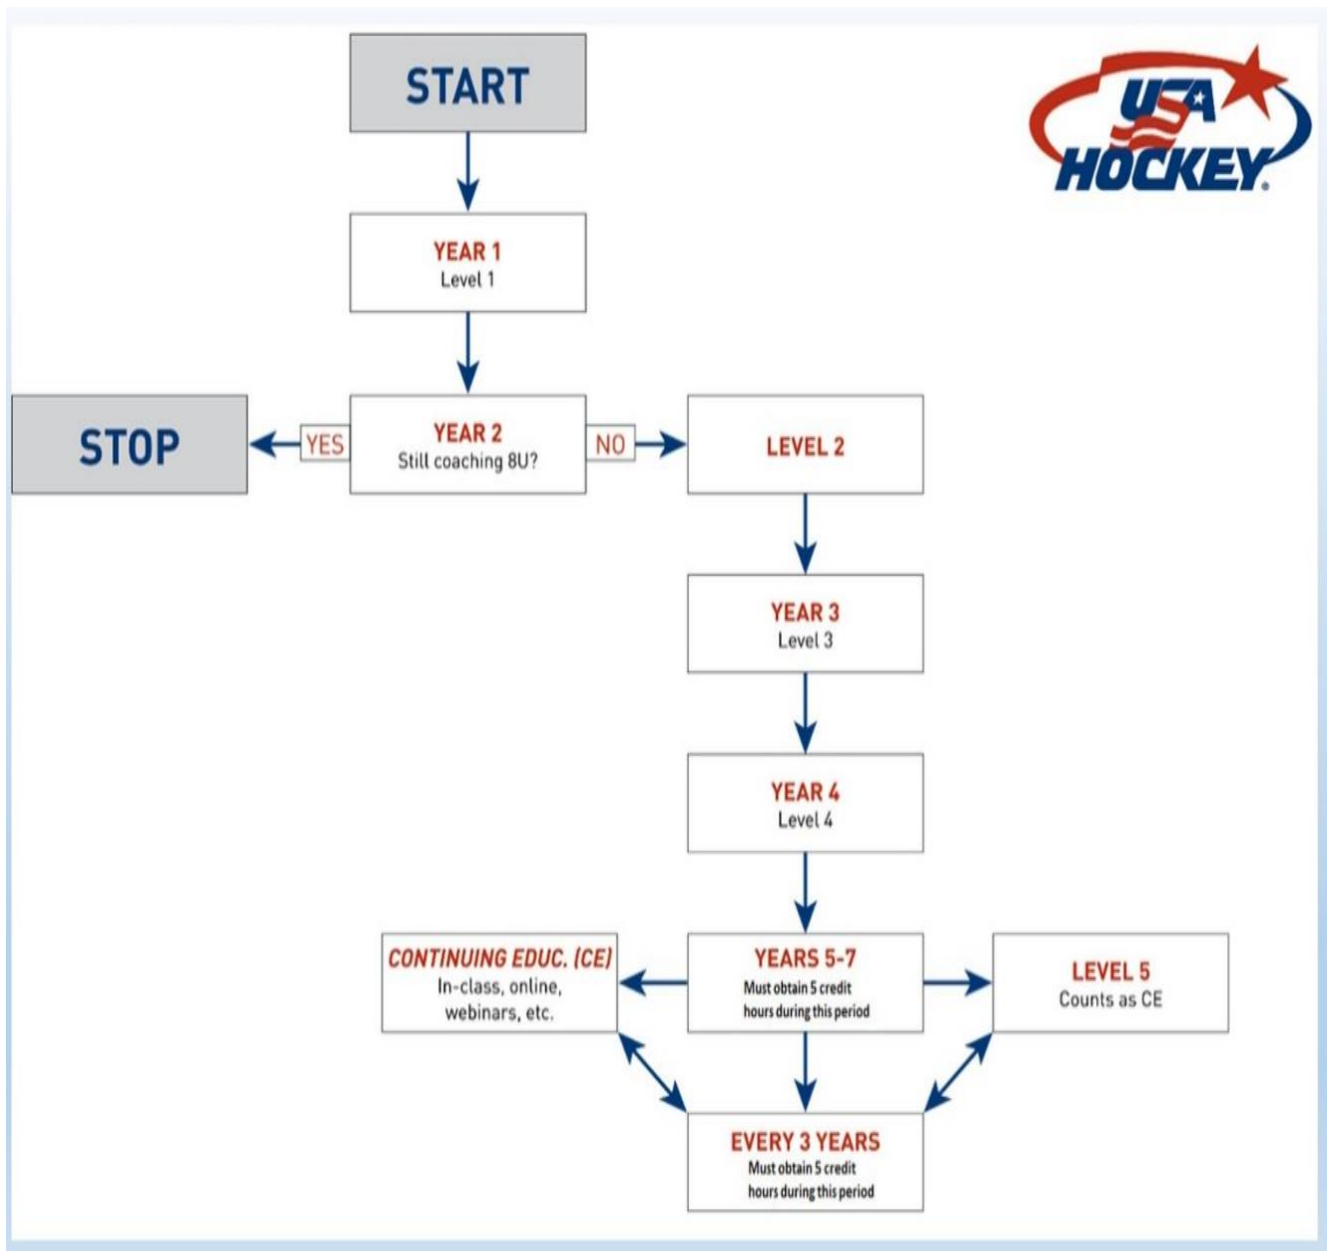 START
USA
HOCKEY®
YEAR 1
Level 1
STOP
YES
YEAR 2
Still coaching 8U?
NO
LEVEL 2
YEAR 3
Level 3
YEAR 4
Level 4
CONTINUING EDUC. (CE)
In-class, online,
webinars, etc.
YEARS 5-7
Must obtain 5 credit
hours during this period
LEVEL 5
Counts as CE
EVERY 3 YEARS
Must obtain 5 credit
hours during this period